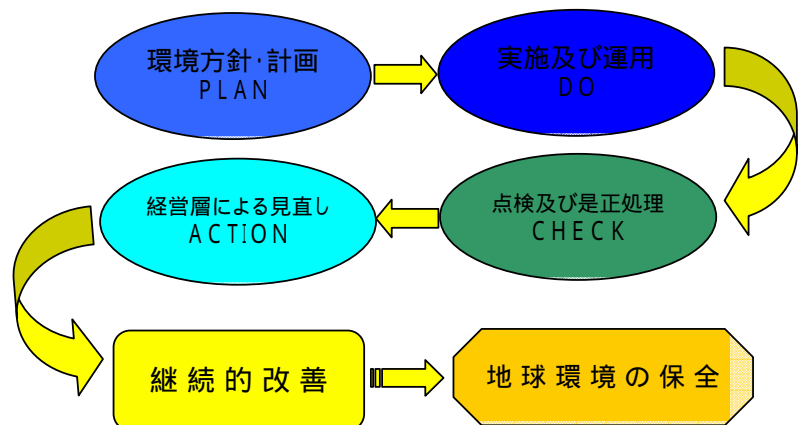 環境方針・計画
PLAN
実施及び運用
DO
点検及び是正処理
CHECK
経営層による見直し
ACTION
継続的改善
地球環境の保全